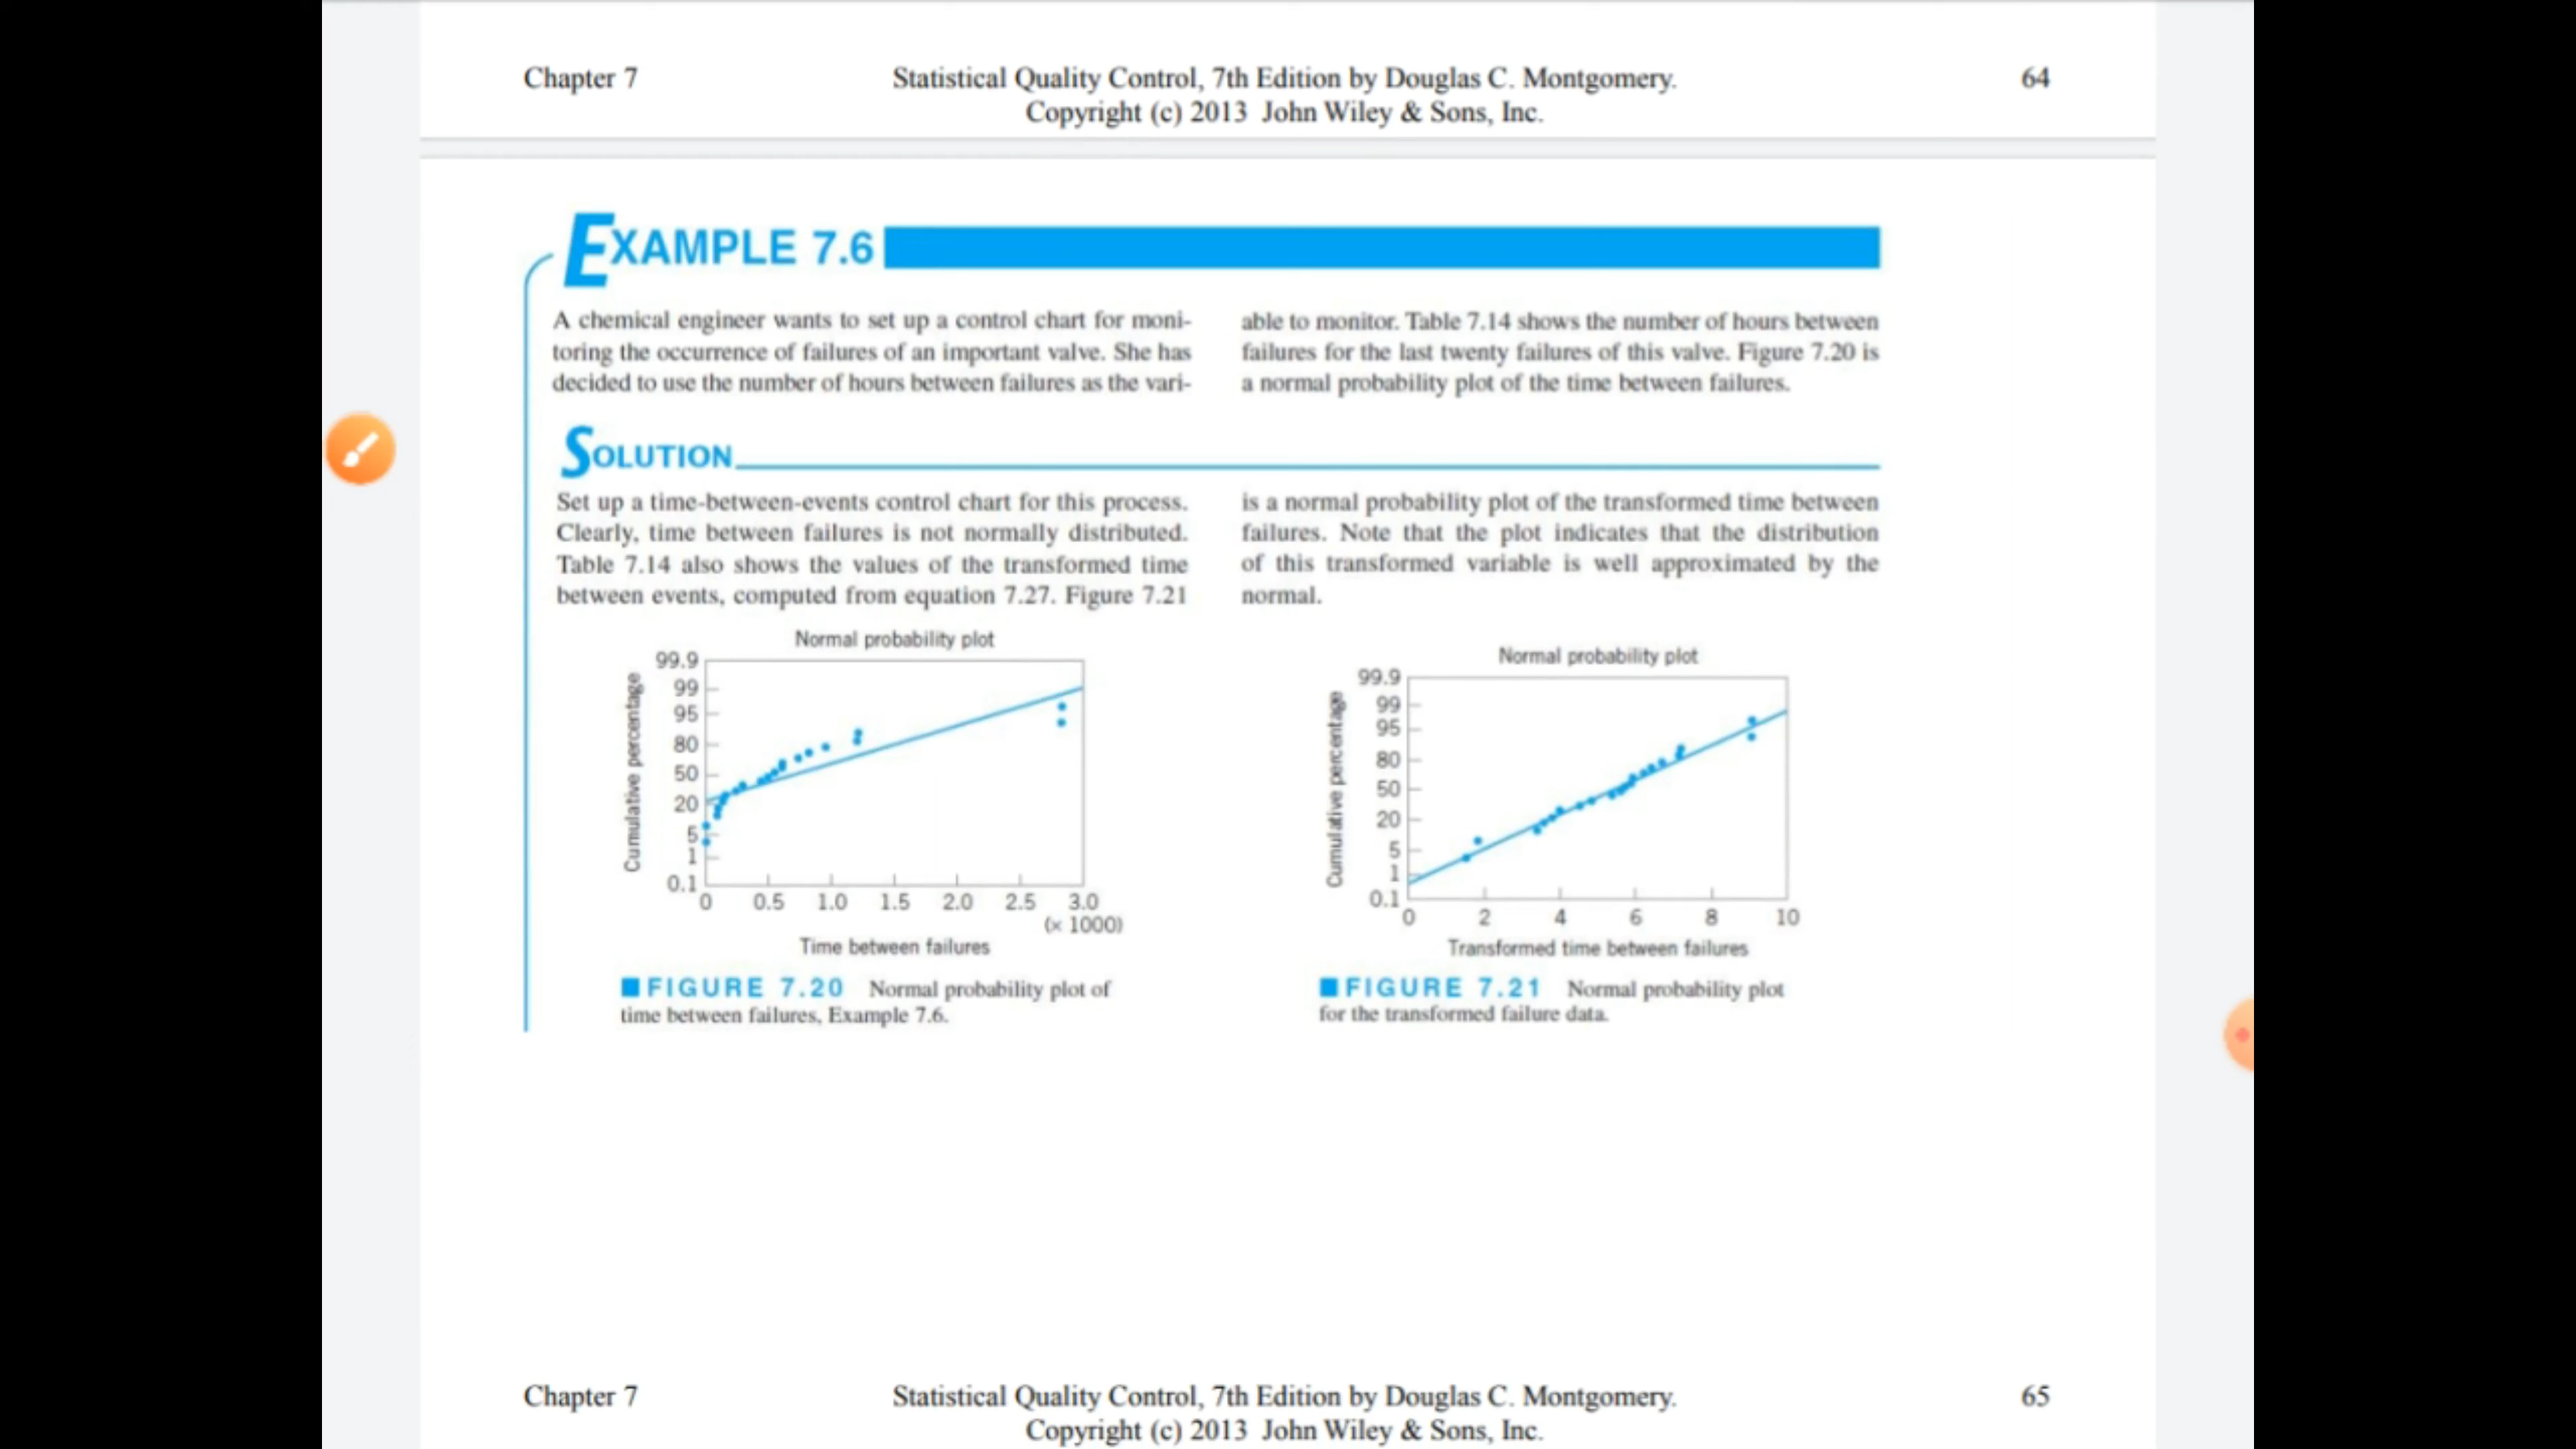 Chapter 7
Statistical Quality Control, 7th Edition by Douglas C. Montgomery.
Copyright (c) 2013 John Wiley & Sons, Inc.
64
EXAMPLE 7.6
A chemical engineer wants to set up a control chart for moni-
toring the occurrence of failures of an important valve. She has
decided to use the number of hours between failures as the vari-
able to monitor. Table 7.14 shows the number of hours between
failures for the last twenty failures of this valve. Figure 7.20 is
a normal probability plot of the time between failures.
SOLUTION
Set up a time-between-events control chart for this process.
Clearly, time between failures is not normally distributed.
Table 7.14 also shows the values of the transformed time
between events, computed from equation 7.27. Figure 7.21
is a normal probability plot of the transformed time between
failures. Note that the plot indicates that the distribution
of this transformed variable is well approximated by the
normal.
Normal probability plot
Cumulative percentage
99.9
99
95
80
50
20
5
1
0.1
0 0.5 1.0 1.5 2.0 2.5 3.0
(× 1000)
Time between failures
FIGURE 7.20 Normal probability plot of
time between failures, Example 7.6.
Normal probability plot
Cumulative percentage
99.9
99
95
80
50
20
5
1
0.1
0 2 4 6 8 10
Transformed time between failures
FIGURE 7.21 Normal probability plot
for the transformed failure data.
Chapter 7
Statistical Quality Control, 7th Edition by Douglas C. Montgomery.
Copyright (c) 2013 John Wiley & Sons, Inc.
65